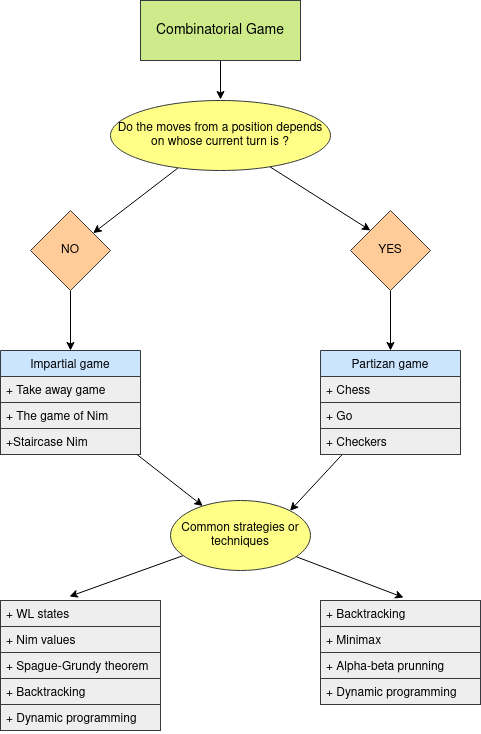 Combinatorial Game
Do the moves from a position depends
on whose current turn is ?
NO
YES
Impartial game
+ Take away game
+ The game of Nim
+Staircase Nim
Partizan game
+ Chess
+ Go
+ Checkers
Common strategies or
techniques
+ WL states
+ Nim values
+ Spague-Grundy theorem
+ Backtracking
+ Dynamic programming
+ Backtracking
+ Minimax
+ Alpha-beta prunning
+ Dynamic programming